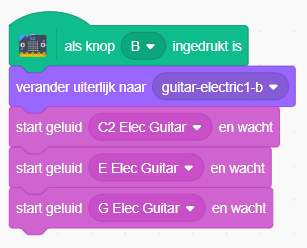 als knop B ingedrukt is
verander uiterlijk naar guitar-electric1-b
start geluid C2 Elec Guitar en wacht
start geluid E Elec Guitar en wacht
start geluid G Elec Guitar en wacht